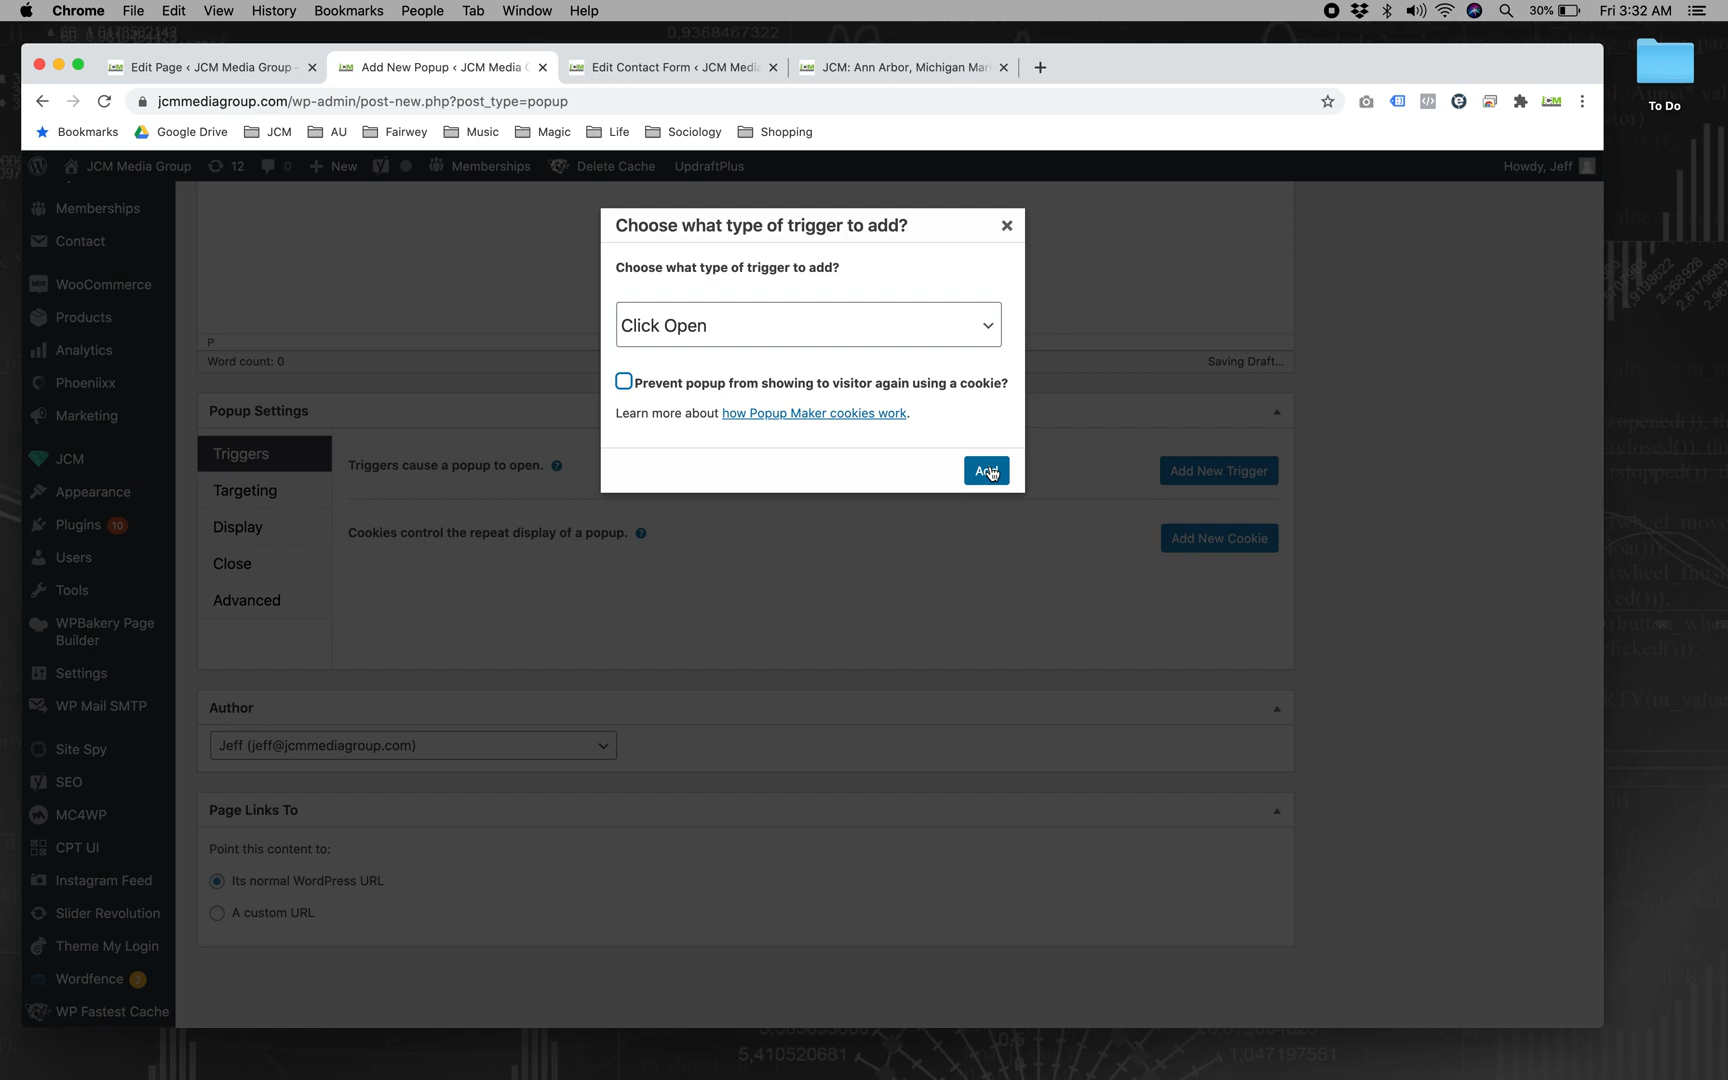 Chrome File Edit View History Bookmarks People Tab Window Help
30% Fri 3:32 AM
Edit Page ‹ JCM Media Group -
Add New Popup ‹ JCM Media
Edit Contact Form ‹ JCM Media
JCM: Ann Arbor, Michigan Mar
jcmmediagroup.com/wp-admin/post-new.php?post_type=popup
To Do
Bookmarks Google Drive JCM AU Fairwey Music Magic Life Sociology Shopping
JCM Media Group 12 0 New Memberships Delete Cache UpdraftPlus Howdy, Jeff
Memberships
Contact
WooCommerce
Products
Analytics
Phoeniixx
Marketing
JCM
Appearance
Plugins 10
Users
Tools
WPBakery Page
Builder
Settings
WP Mail SMTP
Site Spy
SEO
MC4WP
CPT UI
Instagram Feed
Slider Revolution
Theme My Login
Wordfence 2
WP Fastest Cache
Choose what type of trigger to add?
Choose what type of trigger to add?
Click Open
Prevent popup from showing to visitor again using a cookie?
Learn more about how Popup Maker cookies work.
Add
P
Word count: 0
Saving Draft...
Popup Settings
Triggers
Targeting
Display
Close
Advanced
Triggers cause a popup to open. ?
Add New Trigger
Cookies control the repeat display of a popup. ?
Add New Cookie
Author
Jeff (jeff@jcmmediagroup.com)
Page Links To
Point this content to:
Its normal WordPress URL
A custom URL
0,9368467322
5,410520681
1,047197551